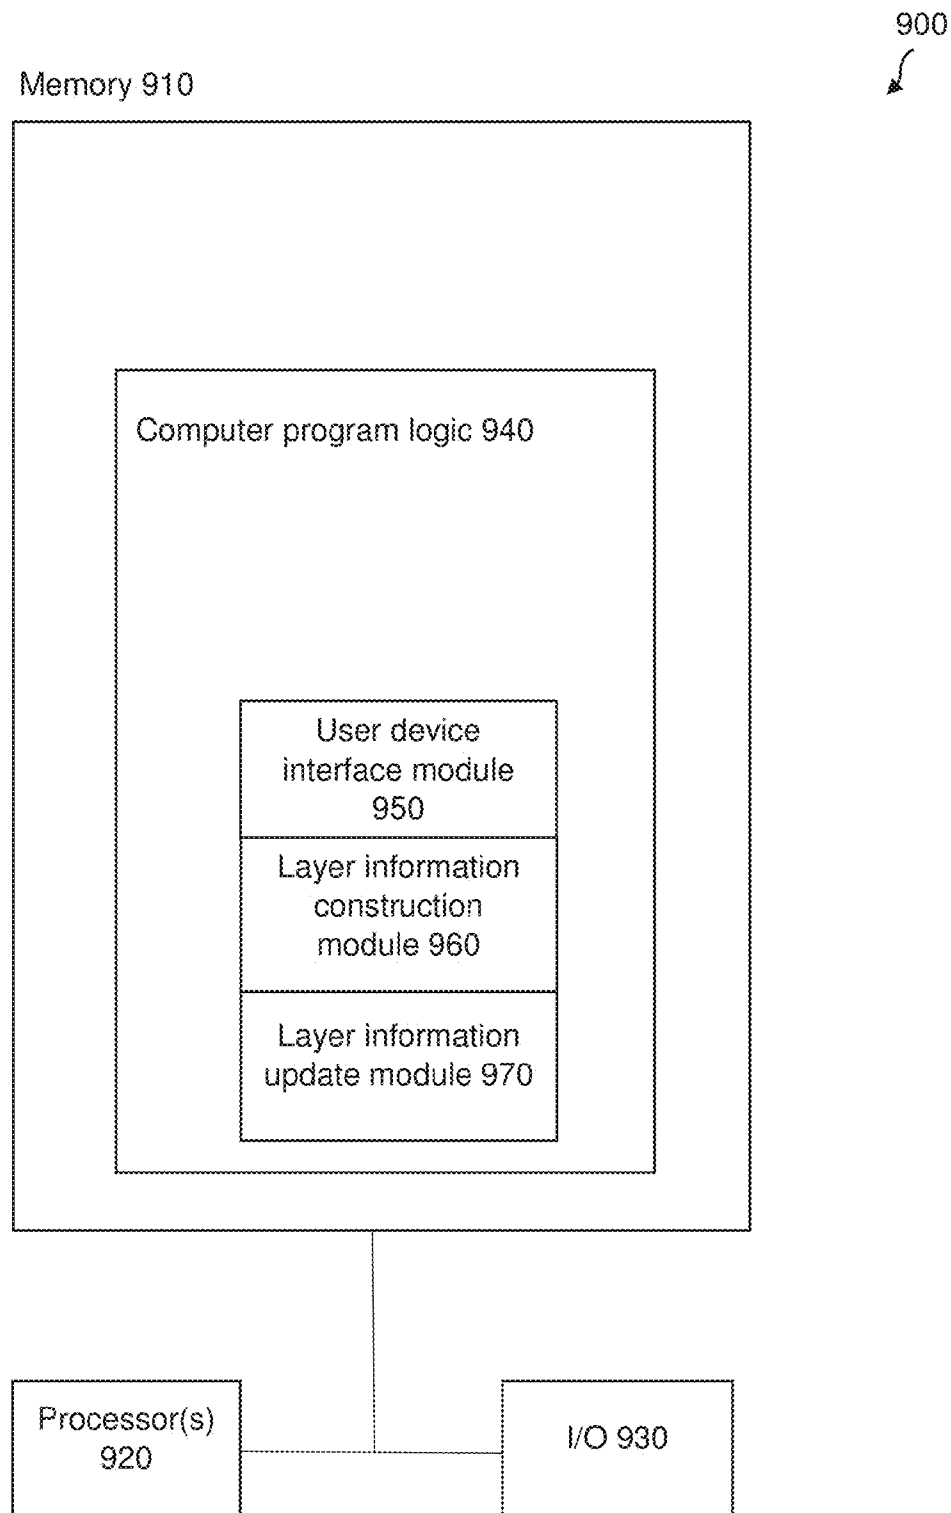 900
Memory 910
Computer program logic 940
User device
interface module
950
Layer information
construction
module 960
Layer information
update module 970
Processor(s)
920
I/O 930